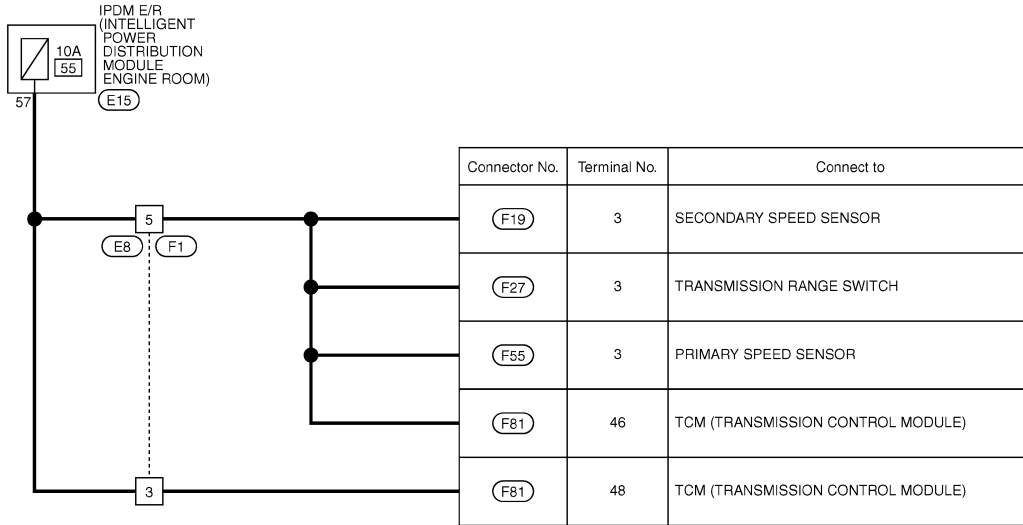 IPDM E/R
(INTELLIGENT
POWER
DISTRIBUTION
MODULE
ENGINE ROOM)
10A
55
57
E15
Connector No. Terminal No. Connect to
5
F19 3 SECONDARY SPEED SENSOR
E8 F1
F27 3 TRANSMISSION RANGE SWITCH
F55 3 PRIMARY SPEED SENSOR
F81 46 TCM (TRANSMISSION CONTROL MODULE)
3
F81 48 TCM (TRANSMISSION CONTROL MODULE)